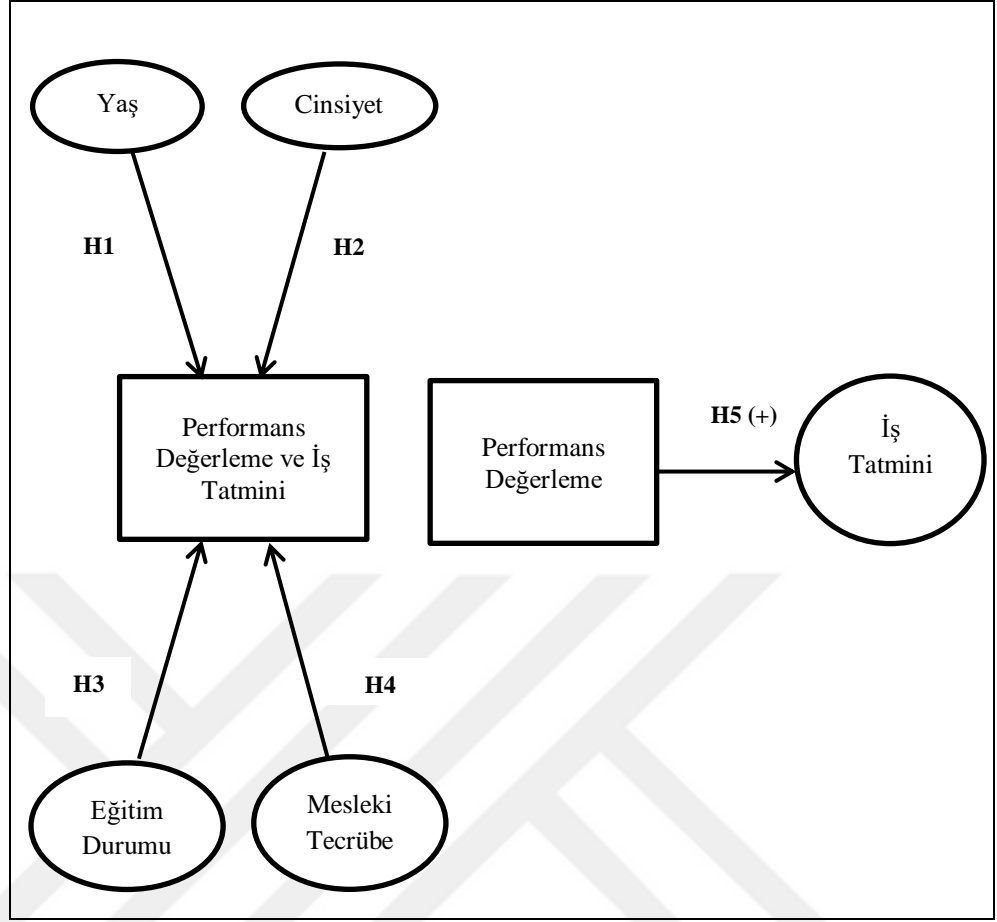 Yaş
Cinsiyet
H1
H2
Performans
Değerleme ve İş
Tatmini
Performans
Değerleme
H5 (+)
İş
Tatmini
H3
H4
Eğitim
Durumu
Mesleki
Tecrübe